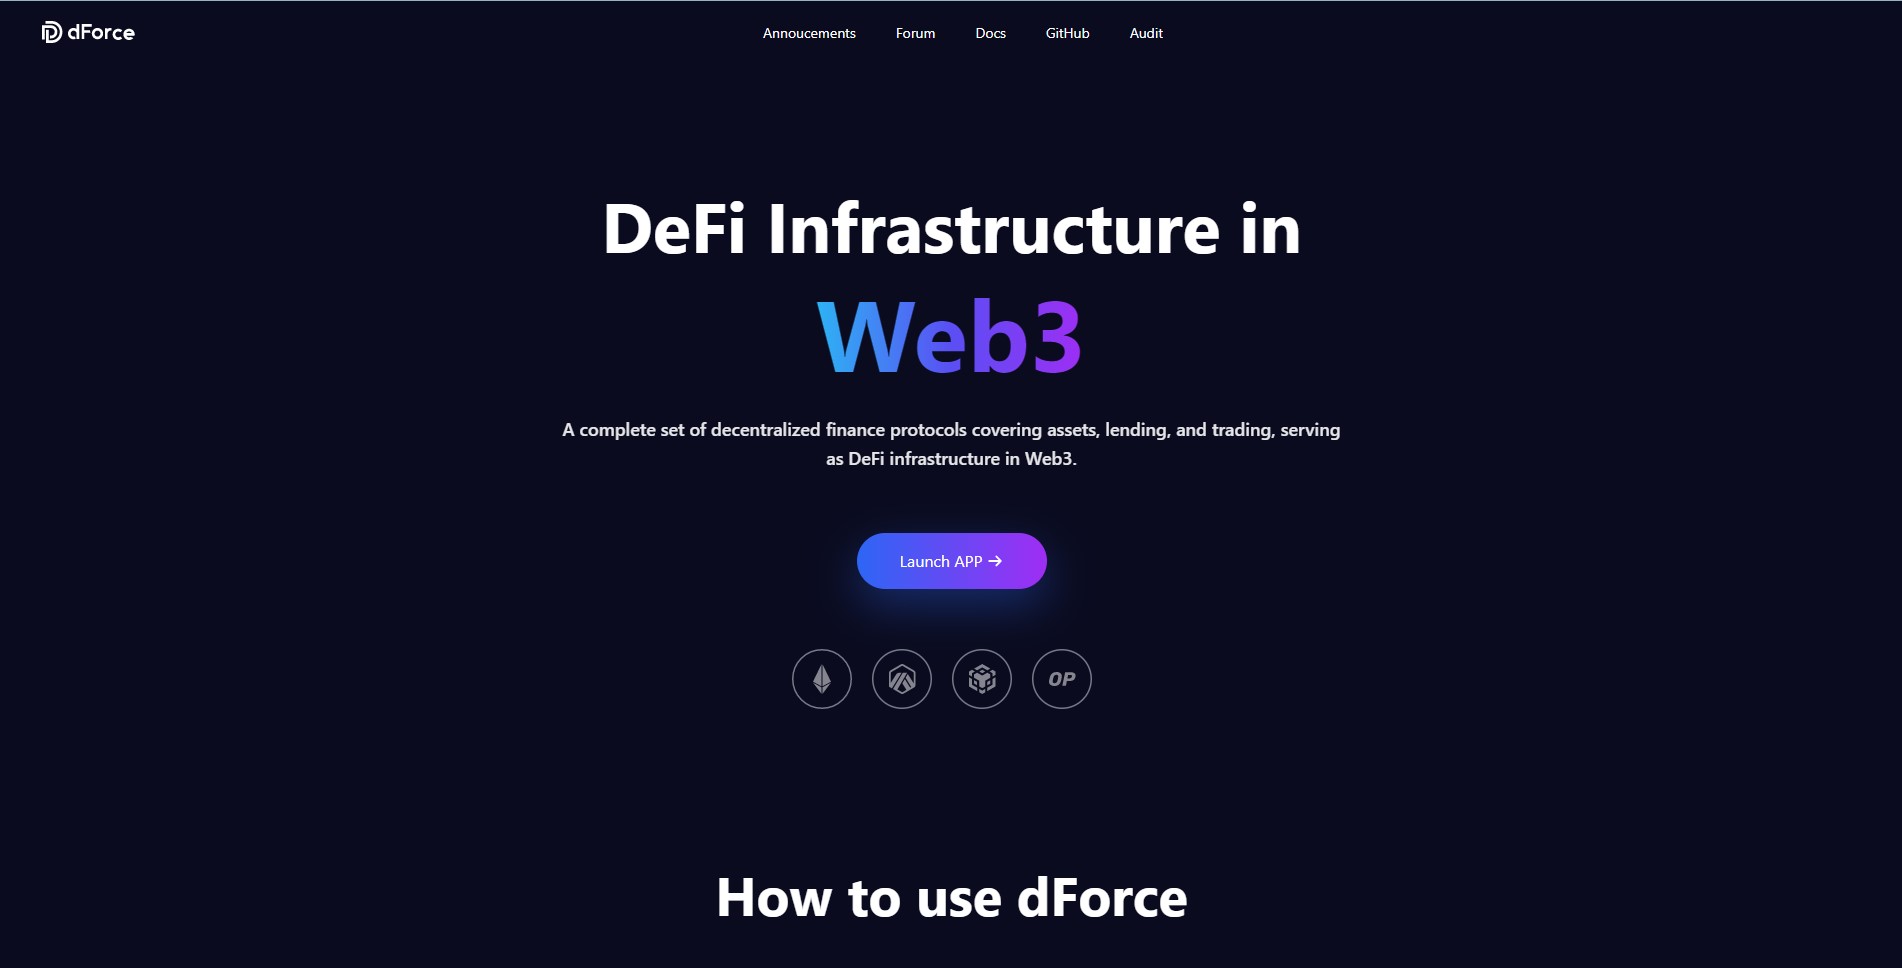 dForce
Annoucements
Forum
Docs
GitHub
Audit
DeFi Infrastructure in
Web3
A complete set of decentralized finance protocols covering assets, lending, and trading, serving
as DeFi infrastructure in Web3.
Launch APP →
OP
How to use dForce